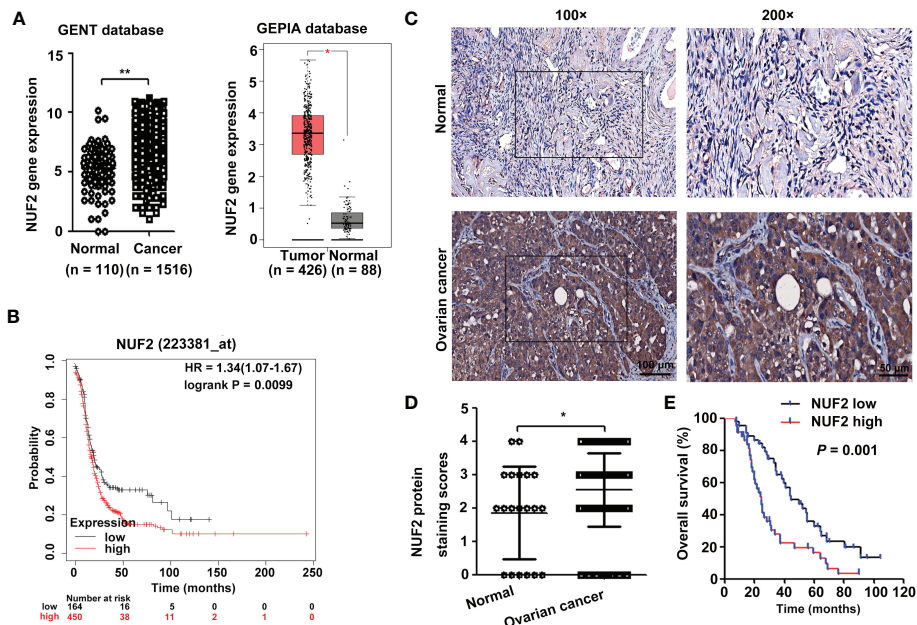 A
GENT database
15
10
5
0
NUF2 gene expression
**
Normal Cancer
(n = 110) (n = 1516)
GEPIA database
6
5
4
3
2
1
0
NUF2 gene expression
*
Tumor Normal
(n = 426) (n = 88)
B
NUF2 (223381_at)
HR = 1.34(1.07-1.67)
logrank P = 0.0099
1.0
0.8
0.6
0.4
0.2
0.0
Probability
Expression
low
high
0 50 100 150 200 250
Time (months)
Number at risk
low 164 16 5 0 0 0
high 450 38 11 2 1 0
C
100× 200×
Normal
Ovarian cancer
100 μm
50 μm
D
5
4
3
2
1
0
NUF2 protein
staining scores
*
Normal
Ovarian cancer
E
NUF2 low
NUF2 high
P = 0.001
100
80
60
40
20
0
Overall survival (%)
0 20 40 60 80 100 120
Time (months)